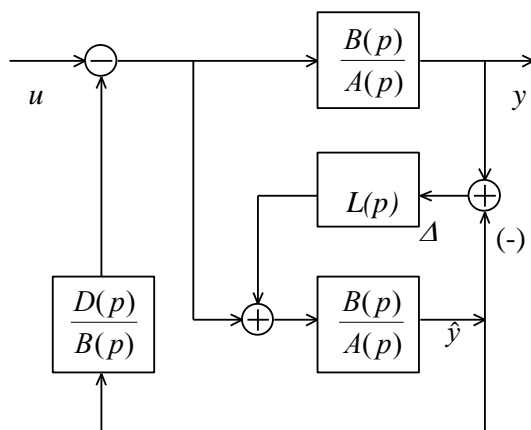 B(p)
A(p)
u
y
L(p)
Δ
(-)
D(p)
B(p)
B(p)
A(p)
ŷ